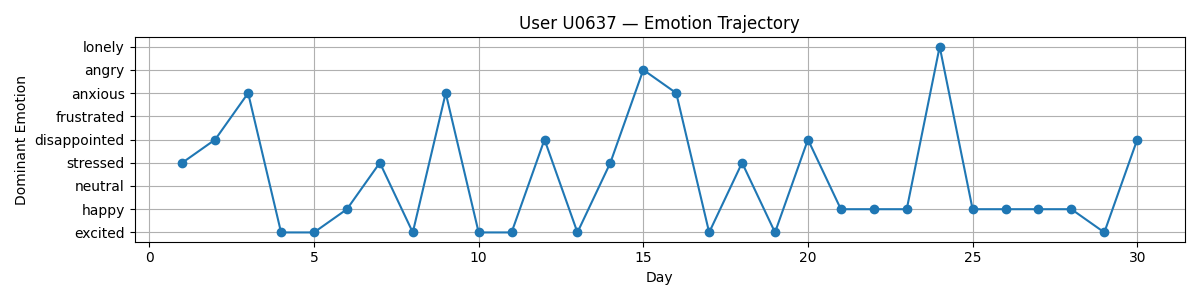 User U0637 — Emotion Trajectory
Dominant Emotion
lonely
angry
anxious
frustrated
disappointed
stressed
neutral
happy
excited
0 5 10 15 20 25 30
Day